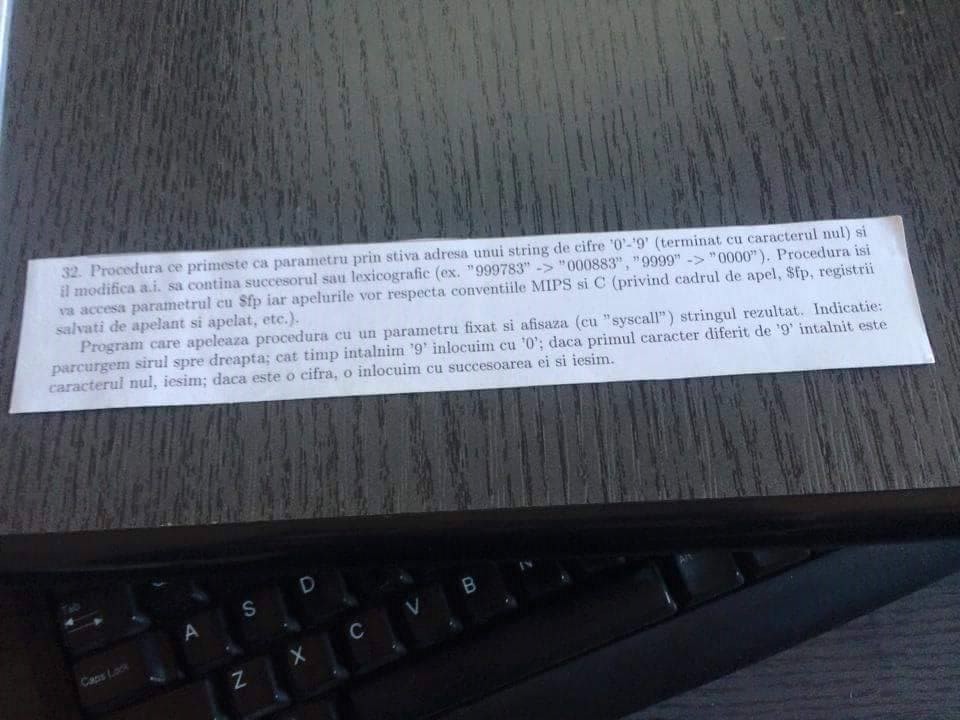 32. Procedura ce primeste ca parametru prin stiva adresa unui string de cifre '0'-'9' (terminat cu caracterul nul) si
il modifica a.i. sa contina succesorul sau lexicografic (ex. "999783" -> "000883", "9999" -> "0000"). Procedura isi
va accesa parametrul cu $fp iar apelurile vor respecta conventiile MIPS si C (privind cadrul de apel, $fp, registrii
salvati de apelant si apelat, etc.).
Program care apeleaza procedura cu un parametru fixat si afisaza (cu "syscall") stringul rezultat. Indicatie:
parcurgem sirul spre dreapta; cat timp intalnim '9' inlocuim cu '0'; daca primul caracter diferit de '9' intalnit este
caracterul nul, iesim; daca este o cifra, o inlocuim cu succesoarea ei si iesim.
Tab
S
D
B
A
C
V
Caps Lock
Z
X